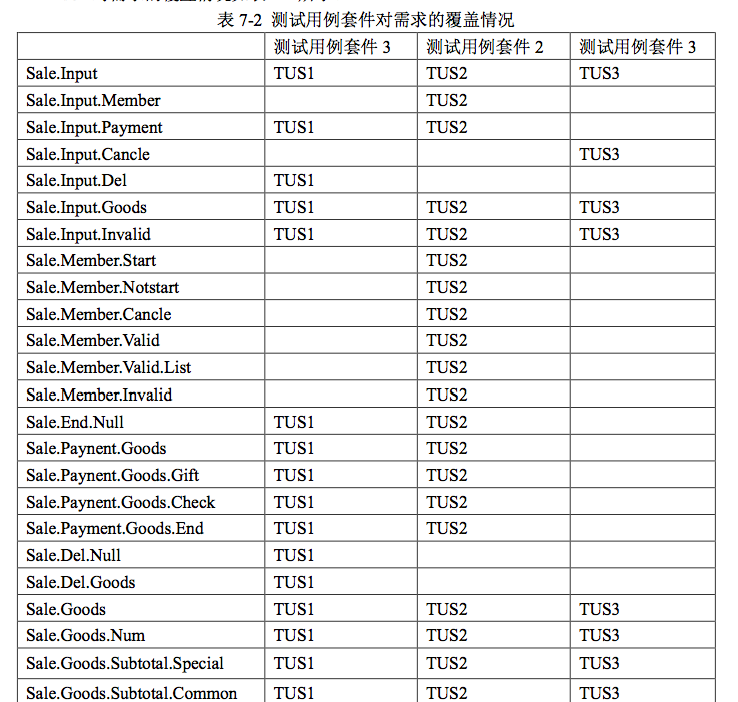 表 7-2 测试用例套件对需求的覆盖情况
测试用例套件 3 测试用例套件 2 测试用例套件 3
Sale.Input TUS1 TUS2 TUS3
Sale.Input.Member TUS2
Sale.Input.Payment TUS1 TUS2
Sale.Input.Cancle TUS3
Sale.Input.Del TUS1
Sale.Input.Goods TUS1 TUS2 TUS3
Sale.Input.Invalid TUS1 TUS2 TUS3
Sale.Member.Start TUS2
Sale.Member.Notstart TUS2
Sale.Member.Cancle TUS2
Sale.Member.Valid TUS2
Sale.Member.Valid.List TUS2
Sale.Member.Invalid TUS2
Sale.End.Null TUS1 TUS2
Sale.Paynent.Goods TUS1 TUS2
Sale.Paynent.Goods.Gift TUS1 TUS2
Sale.Paynent.Goods.Check TUS1 TUS2
Sale.Payment.Goods.End TUS1 TUS2
Sale.Del.Null TUS1
Sale.Del.Goods TUS1
Sale.Goods TUS1 TUS2 TUS3
Sale.Goods.Num TUS1 TUS2 TUS3
Sale.Goods.Subtotal.Special TUS1 TUS2 TUS3
Sale.Goods.Subtotal.Common TUS1 TUS2 TUS3